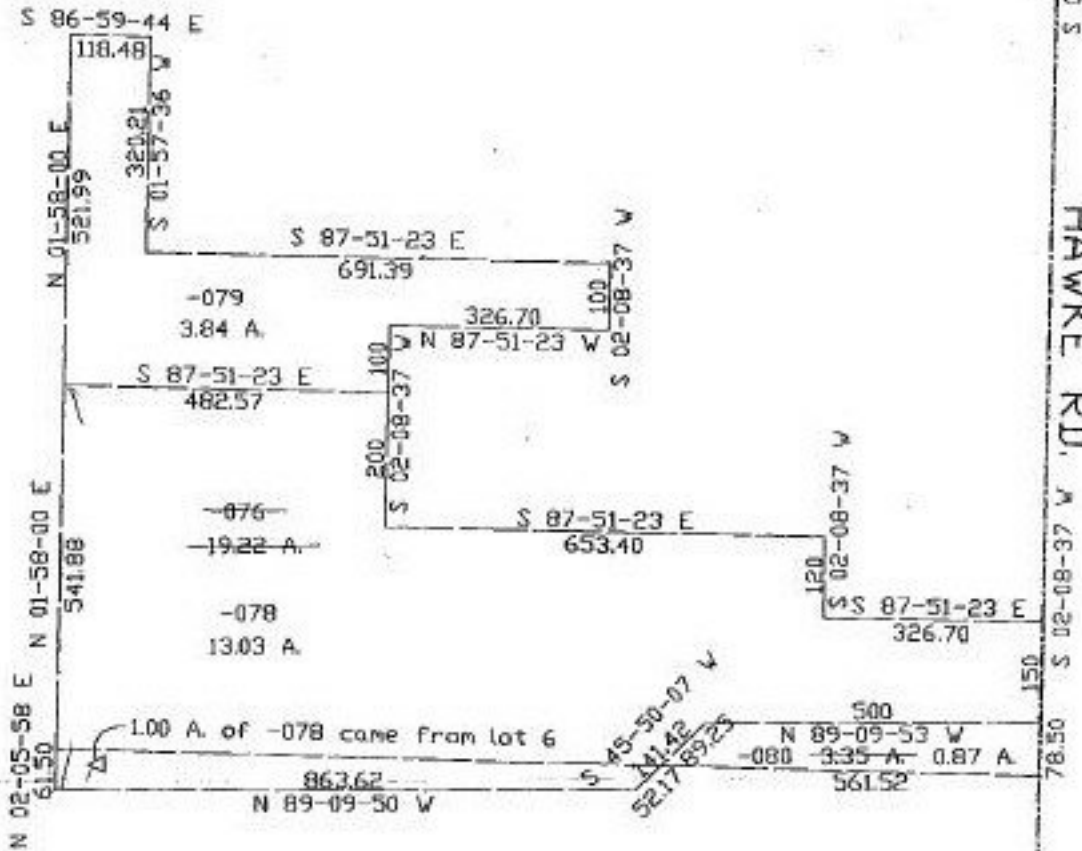 S 86-59-44 E
118.48
N 01-58-00 E
521.99
320.21
S 01-57-36 W
S 87-51-23 E
691.39
100
S 02-08-37 W
-079
3.84 A.
326.70
N 87-51-23 W
S 87-51-23 E
482.57
100
200
S 02-08-37 W
HAWKE RD.
-076
19.22 A.
S 87-51-23 E
653.40
120
S 02-08-37 W
N 01-58-00 E
541.88
-078
13.03 A.
S 87-51-23 E
326.70
S 02-08-37 W
150
N 02-05-58 E
61.50
1.00 A. of -078 came from lot 6
863.62
N 89-09-50 W
S 45-50-07 W
141.42
52.17
89.25
500
N 89-09-53 W
-080 3.35 A. 0.87 A.
561.52
78.50